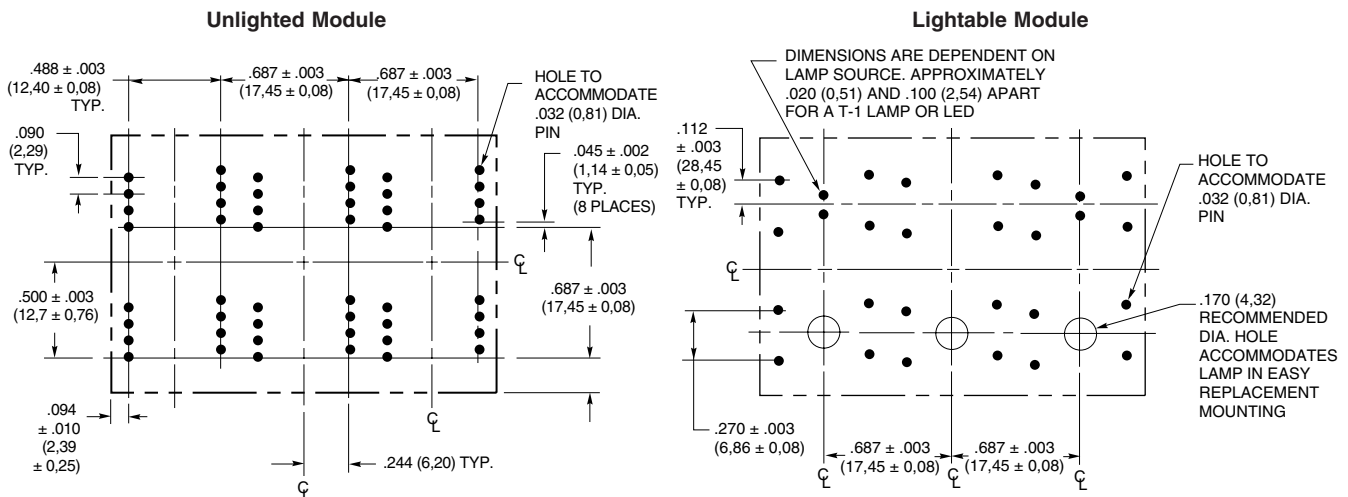 Unlighted Module
.488 ± .003
(12,40 ± 0,08)
TYP.
.687 ± .003
(17,45 ± 0,08)
.687 ± .003
(17,45 ± 0,08)
HOLE TO
ACCOMMODATE
.032 (0,81) DIA.
PIN
.090
(2,29)
TYP.
.045 ± .002
(1,14 ± 0,05)
TYP.
(8 PLACES)
℄
.500 ± .003
(12,7 ± 0,76)
.687 ± .003
(17,45 ± 0,08)
.094
± .010
(2,39
± 0,25)
℄
.244 (6,20) TYP.
℄
Lightable Module
DIMENSIONS ARE DEPENDENT ON
LAMP SOURCE. APPROXIMATELY
.020 (0,51) AND .100 (2,54) APART
FOR A T-1 LAMP OR LED
.112
± .003
(28,45
± 0,08)
TYP.
HOLE TO
ACCOMMODATE
.032 (0,81) DIA.
PIN
℄
.170 (4,32)
RECOMMENDED
DIA. HOLE
ACCOMMODATES
LAMP IN EASY
REPLACEMENT
MOUNTING
.270 ± .003
(6,86 ± 0,08)
.687 ± .003
(17,45 ± 0,08)
.687 ± .003
(17,45 ± 0,08)
℄
℄
℄